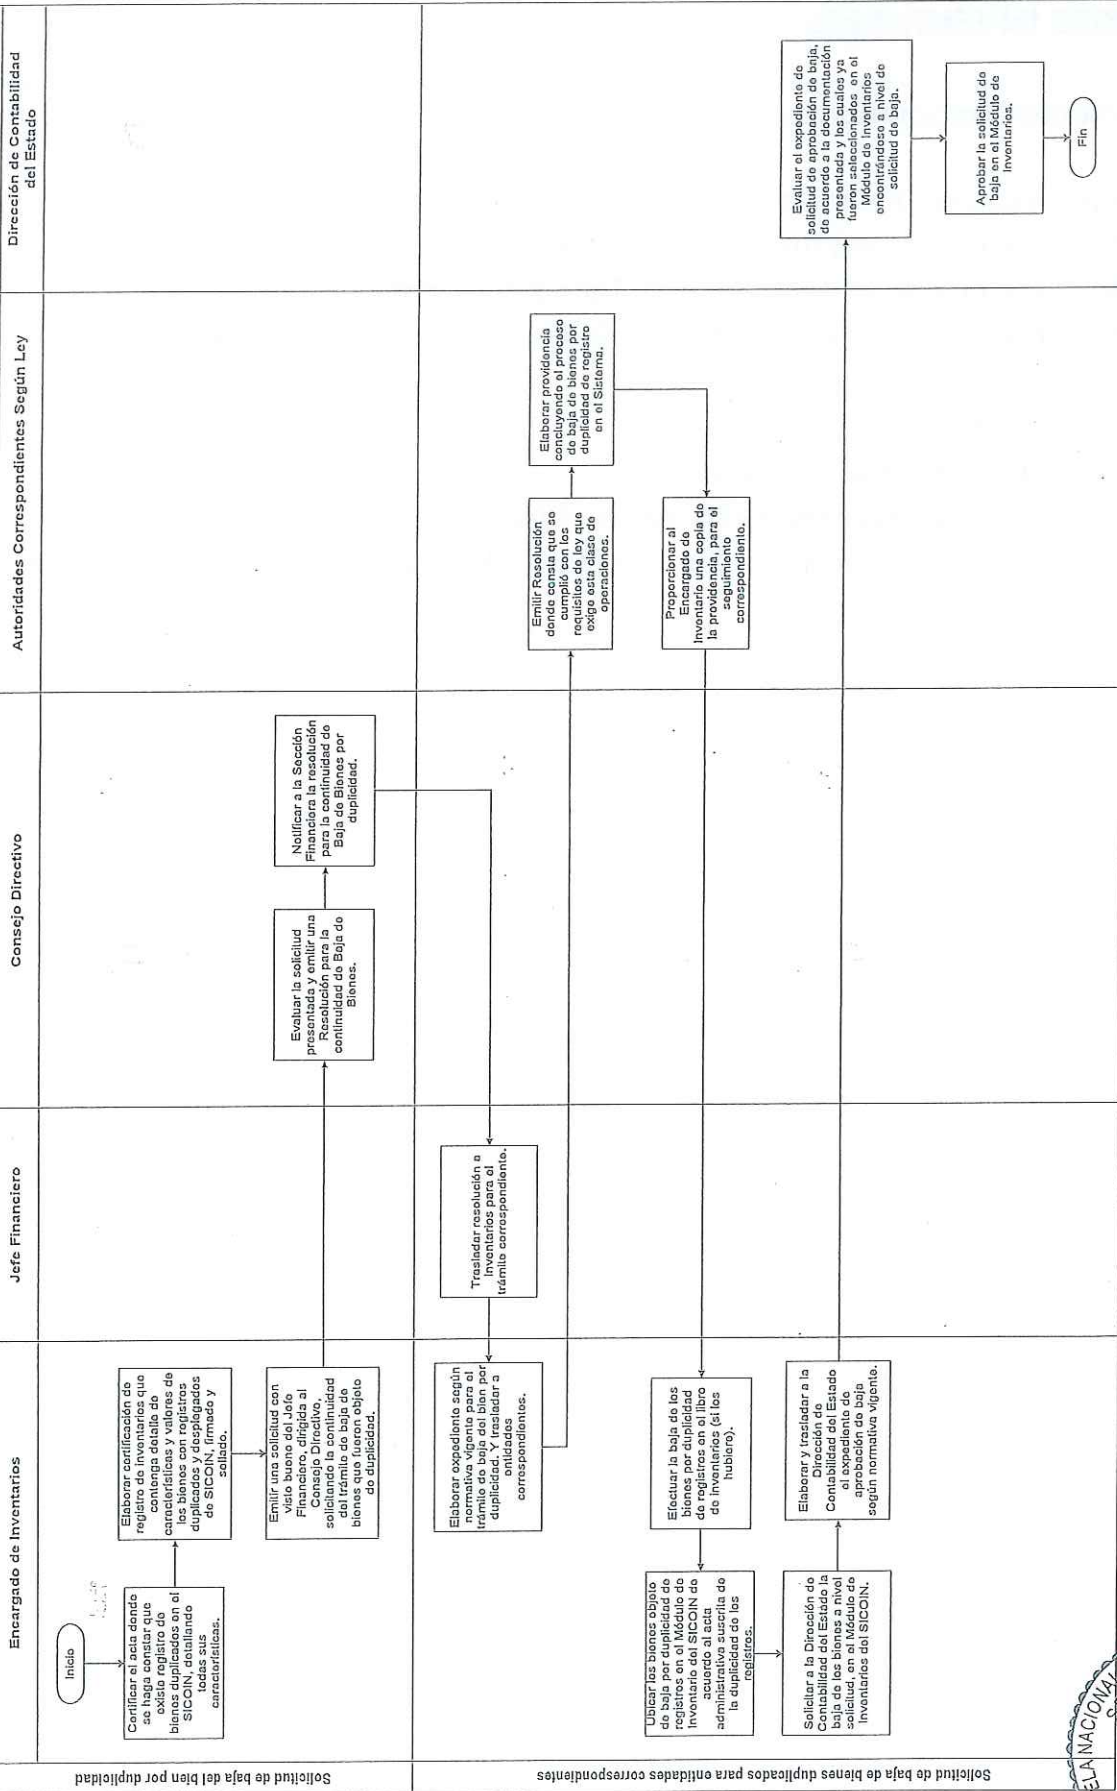 Encargado de Inventarios
Jefe Financiero
Consejo Directivo
Autoridades Correspondientes Según Ley
Dirección de Contabilidad
del Estado
Solicitud de baja del bien por duplicidad
Inicio
Certificar el acta donde
se haga constar que
existe registro de
bienes duplicados en el
SICOIN, detallando
todas sus
características.
Elaborar certificación de
registro de inventarios que
contenga detalle de
características y valores de
los bienes con registros
duplicados y desplegados
de SICOIN, firmado y
sellado.
Emitir una solicitud con
visto bueno del Jefe
Financiero, dirigida al
Consejo Directivo,
solicitando la continuidad
del trámite de baja de
bienes que fueron objeto
de duplicidad.
Evaluar la solicitud
presentada y emitir una
Resolución para la
continuidad de Baja de
Bienes.
Notificar a la Sección
Financiera la resolución
para la continuidad de
Baja de Bienes por
duplicidad.
Solicitud de baja de bienes duplicados para entidades correspondientes
Trasladar resolución a
Inventarios para el
trámite correspondiente.
Elaborar expediente según
normativa vigente para el
trámite de baja del bien por
duplicidad. Y trasladar a
entidades
correspondientes.
Emitir Resolución
donde consta que se
cumplió con los
requisitos de ley que
exige esta clase de
operaciones.
Elaborar providencia
concluyendo el proceso
de baja de bienes por
duplicidad de registro
en el Sistema.
Proporcionar al
Encargado de
Inventario una copia de
la providencia, para el
seguimiento
correspondiente.
Efectuar la baja de los
bienes por duplicidad
de registros en el libro
de Inventarios (si los
hubiere).
Ubicar los bienes objeto
de baja por duplicidad de
registros en el Módulo de
Inventario del SICOIN de
acuerdo al acta
administrativa suscrita de
la duplicidad de los
registros.
Solicitar a la Dirección de
Contabilidad del Estado la
baja de los bienes a nivel
solicitud, en el Módulo de
Inventarios del SICOIN.
Elaborar y trasladar a la
Dirección de
Contabilidad del Estado
el expediente de
aprobación de baja
según normativa vigente.
Evaluar el expediente de
solicitud de aprobación de baja,
de acuerdo a la documentación
presentada y los cuales ya
fueron seleccionados en el
Módulo de Inventarios
encontrándose a nivel de
solicitud de baja.
Aprobar la solicitud de
baja en el Módulo de
Inventarios.
Fin
ELA NACIONAL